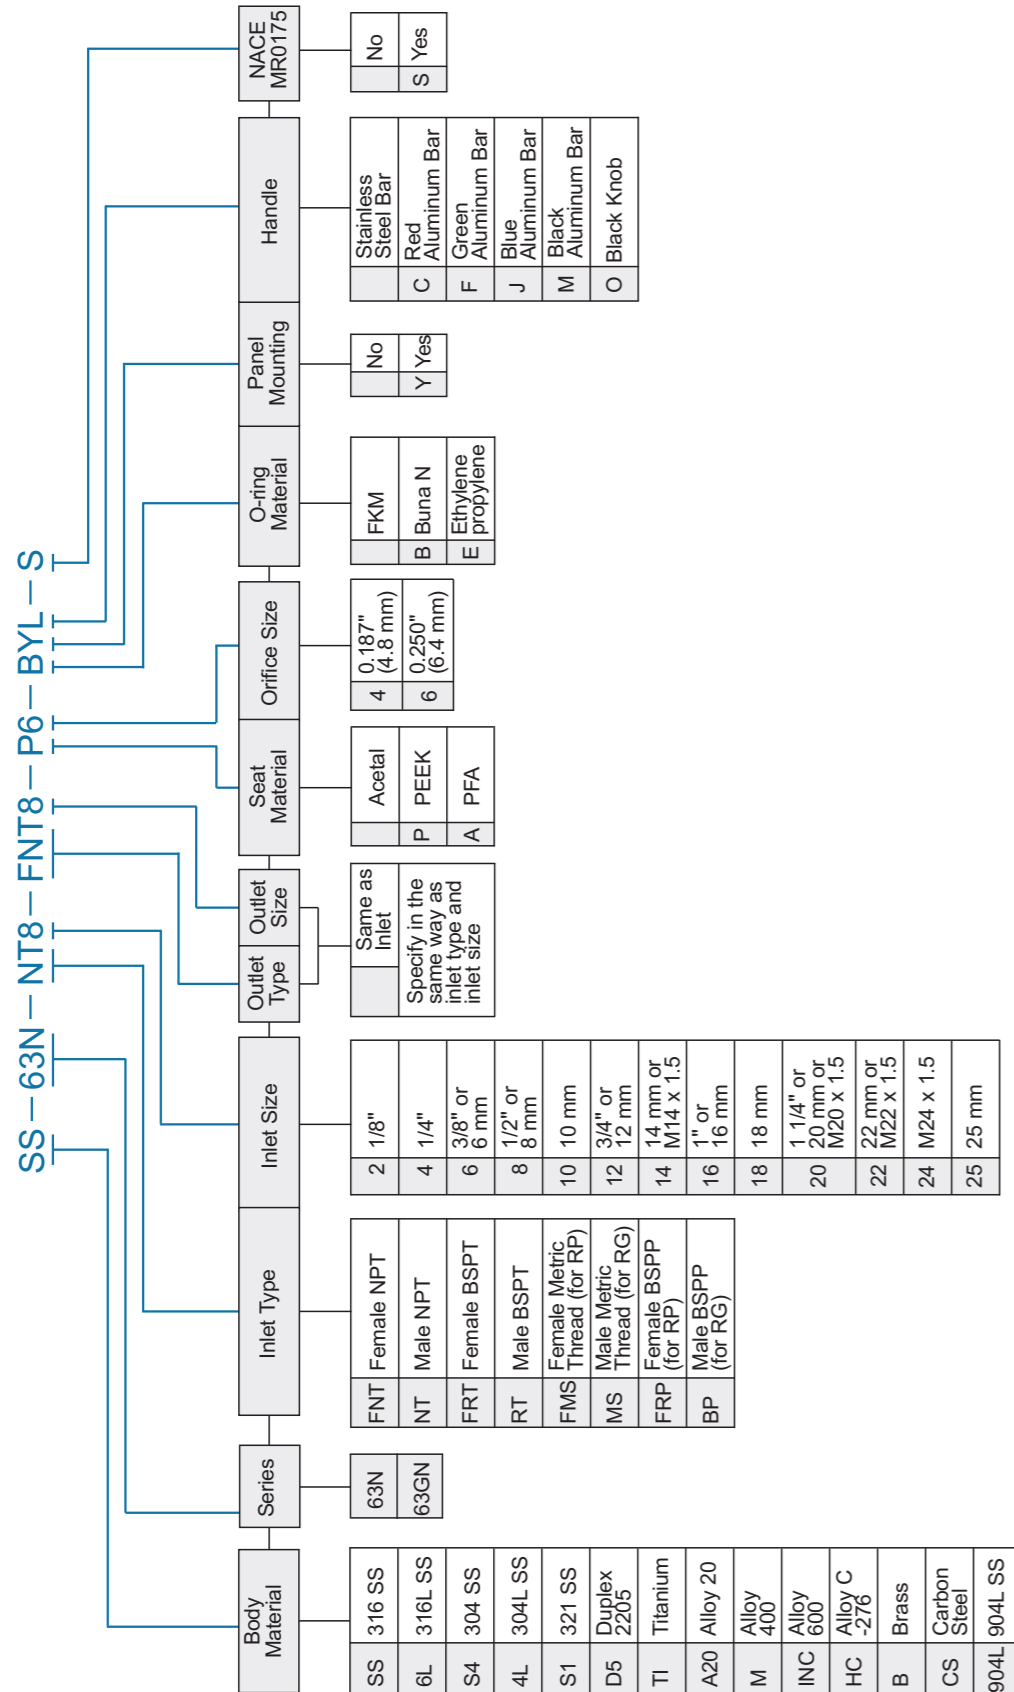 SS-63N-NT8-FNT8-P6-BYL-S
Body
Material
SS 316 SS
6L 316L SS
S4 304 SS
4L 304L SS
S1 321 SS
D5 Duplex
2205
TI Titanium
A20 Alloy 20
M Alloy
400
INC Alloy
600
HC Alloy C
-276
B Brass
CS Carbon
Steel
904L 904L SS
Series
63N
63GN
Inlet Type
FNT Female NPT
NT Male NPT
FRT Female BSPT
RT Male BSPT
FMS Female Metric
Thread (for RP)
MS Male Metric
Thread (for RG)
FRP Female BSPP
(for RP)
BP Male BSPP
(for RG)
Inlet Size
2 1/8"
4 1/4"
6 3/8" or
6 mm
8 1/2" or
8 mm
10 10 mm
12 3/4" or
12 mm
14 14 mm or
M14 x 1.5
16 1" or
16 mm
18 18 mm
20 1 1/4" or
20 mm or
M20 x 1.5
22 22 mm or
M22 x 1.5
24 M24 x 1.5
25 25 mm
Outlet
Type
Outlet
Size
Same as
Inlet
Specify in the
same way as
inlet type and
inlet size
Seat
Material
Acetal
P PEEK
A PFA
Orifice Size
4 0.187"
(4.8 mm)
6 0.250"
(6.4 mm)
O-ring
Material
FKM
B Buna N
E Ethylene
propylene
Panel
Mounting
No
Y Yes
Handle
Stainless
Steel Bar
C Red
Aluminum Bar
F Green
Aluminum Bar
J Blue
Aluminum Bar
M Black
Aluminum Bar
O Black Knob
NACE
MR0175
No
S Yes